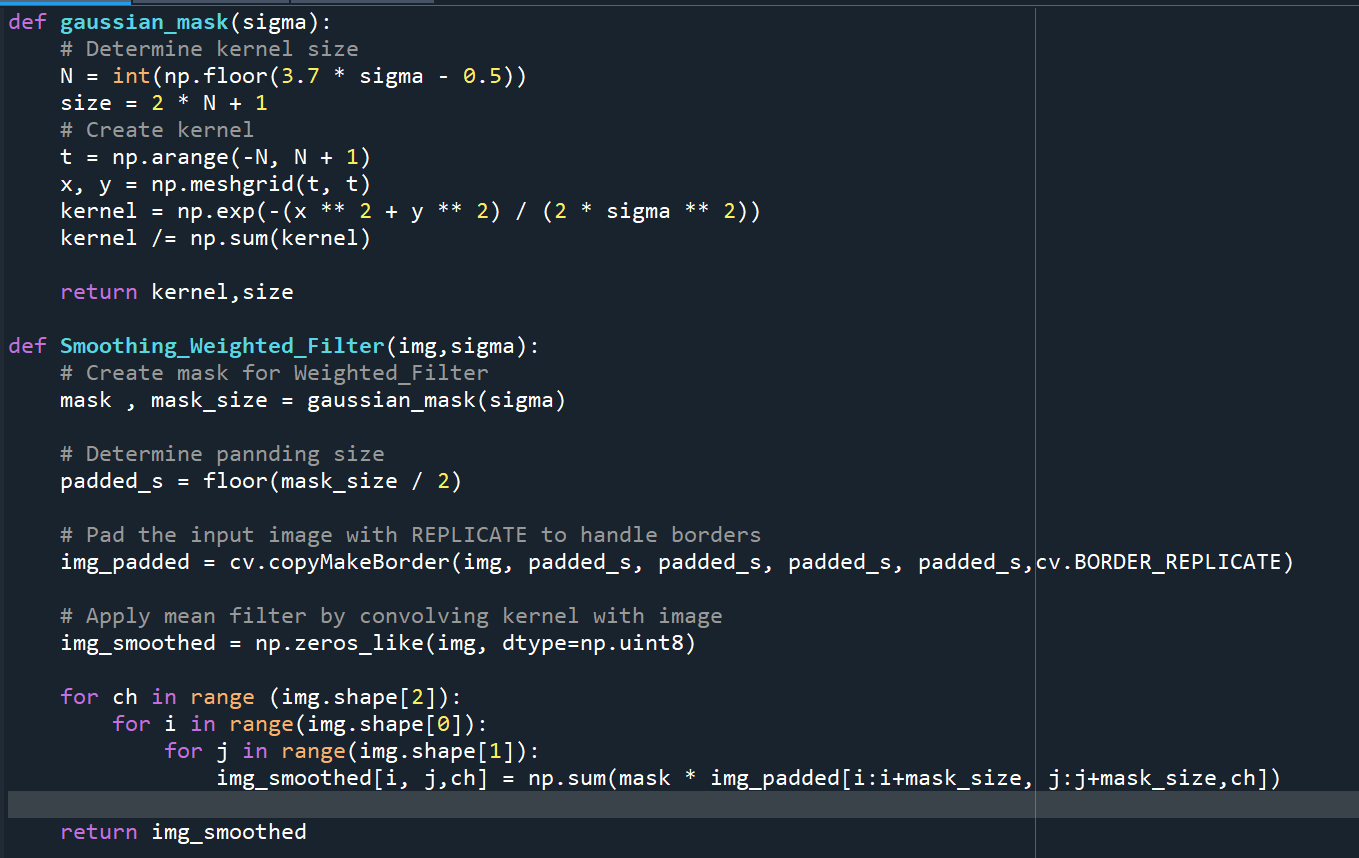 def gaussian_mask(sigma):
    # Determine kernel size
    N = int(np.floor(3.7 * sigma - 0.5))
    size = 2 * N + 1
    # Create kernel
    t = np.arange(-N, N + 1)
    x, y = np.meshgrid(t, t)
    kernel = np.exp(-(x ** 2 + y ** 2) / (2 * sigma ** 2))
    kernel /= np.sum(kernel)

    return kernel,size

def Smoothing_Weighted_Filter(img,sigma):
    # Create mask for Weighted_Filter
    mask , mask_size = gaussian_mask(sigma)

    # Determine pannding size
    padded_s = floor(mask_size / 2)

    # Pad the input image with REPLICATE to handle borders
    img_padded = cv.copyMakeBorder(img, padded_s, padded_s, padded_s, padded_s,cv.BORDER_REPLICATE)

    # Apply mean filter by convolving kernel with image
    img_smoothed = np.zeros_like(img, dtype=np.uint8)

    for ch in range (img.shape[2]):
        for i in range(img.shape[0]):
            for j in range(img.shape[1]):
                img_smoothed[i, j,ch] = np.sum(mask * img_padded[i:i+mask_size, j:j+mask_size,ch])

    return img_smoothed